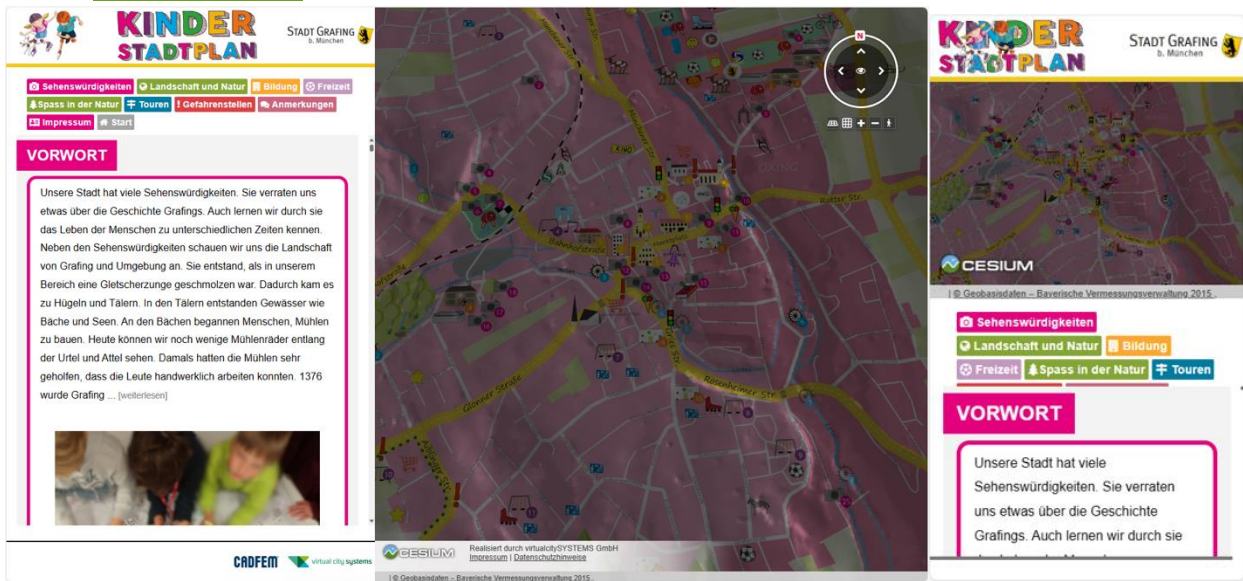 KINDER
STADTPLAN
STADT GRAFING
b. München
Sehenswürdigkeiten Landschaft und Natur Bildung Freizeit
Spass in der Natur Touren Gefahrenstellen Anmerkungen
Impressum Start
VORWORT
Unsere Stadt hat viele Sehenswürdigkeiten. Sie verraten uns
etwas über die Geschichte Grafings. Auch lernen wir durch sie
das Leben der Menschen zu unterschiedlichen Zeiten kennen.
Neben den Sehenswürdigkeiten schauen wir uns die Landschaft
von Grafing und Umgebung an. Sie entstand, als in unserem
Bereich eine Gletscherzunge geschmolzen war. Dadurch kam es
zu Hügeln und Tälern. In den Tälern entstanden Gewässer wie
Bäche und Seen. An den Bächen begannen Menschen, Mühlen
zu bauen. Heute können wir noch wenige Mühlenräder entlang
der Urtel und Attel sehen. Damals hatten die Mühlen sehr
geholfen, dass die Leute handwerklich arbeiten konnten. 1376
wurde Grafing ... [weiterlesen]
CADFEM virtual city systems
N
KINO
ÖXING
Rotter Str.
Bahnhofstraße
Glonner Straße
Rosenheimer Str.
CESIUM
Realisiert durch virtualcitySYSTEMS GmbH
Impressum | Datenschutzhinweise
| © Geobasisdaten – Bayerische Vermessungsverwaltung 2015 .
KINDER
STADTPLAN
STADT GRAFING
b. München
CESIUM
| © Geobasisdaten – Bayerische Vermessungsverwaltung 2015 .
Sehenswürdigkeiten
Landschaft und Natur Bildung
Freizeit Spass in der Natur Touren
VORWORT
Unsere Stadt hat viele
Sehenswürdigkeiten. Sie verraten
uns etwas über die Geschichte
Grafings. Auch lernen wir durch sie